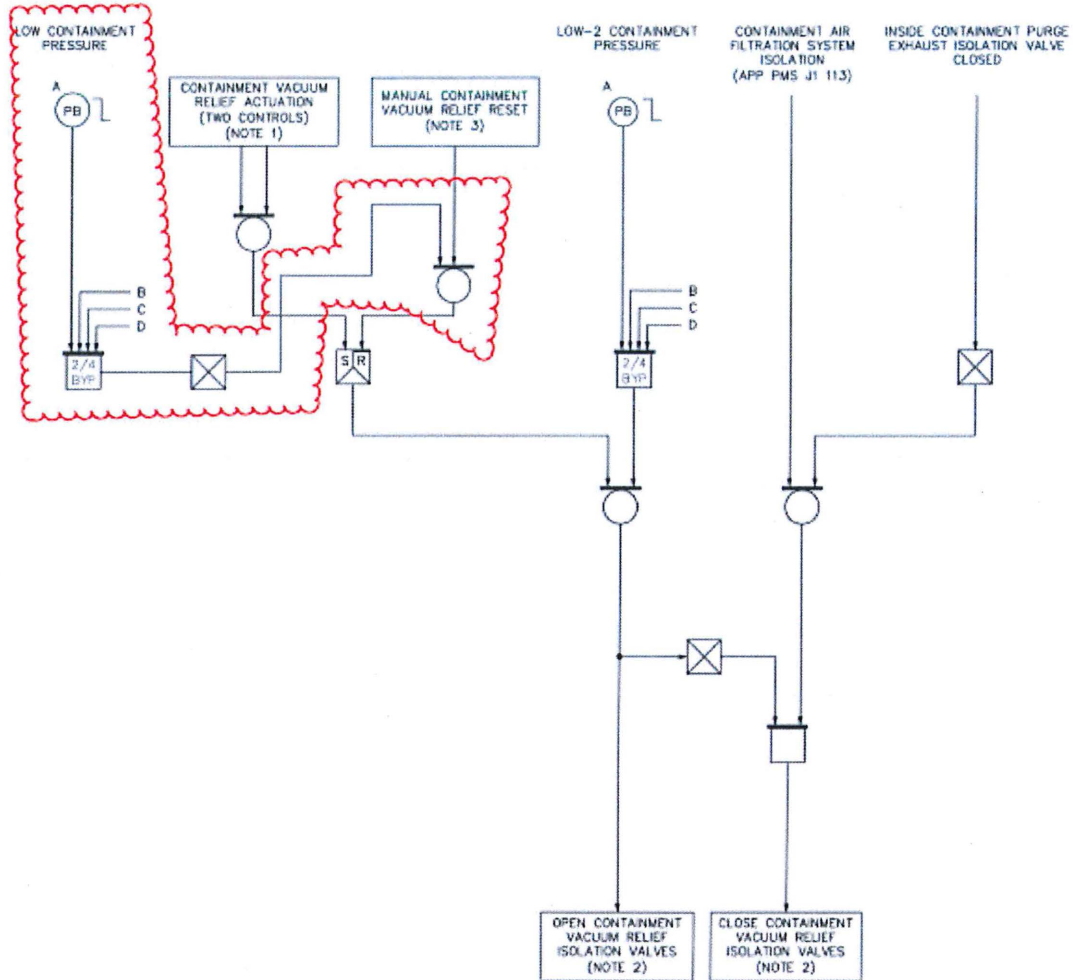 LOW CONTAINMENT
PRESSURE
A
PB
CONTAINMENT VACUUM
RELIEF ACTUATION
(TWO CONTROLS)
(NOTE 1)
MANUAL CONTAINMENT
VACUUM RELIEF RESET
(NOTE 3)
LOW-2 CONTAINMENT
PRESSURE
A
PB
CONTAINMENT AIR
FILTRATION SYSTEM
ISOLATION
(APP PMS J1 113)
INSIDE CONTAINMENT PURGE
EXHAUST ISOLATION VALVE
CLOSED
B
C
D
2/4
BYP
S R
B
C
D
2/4
BYP
OPEN CONTAINMENT
VACUUM RELIEF
ISOLATION VALVES
(NOTE 2)
CLOSE CONTAINMENT
VACUUM RELIEF
ISOLATION VALVES
(NOTE 2)